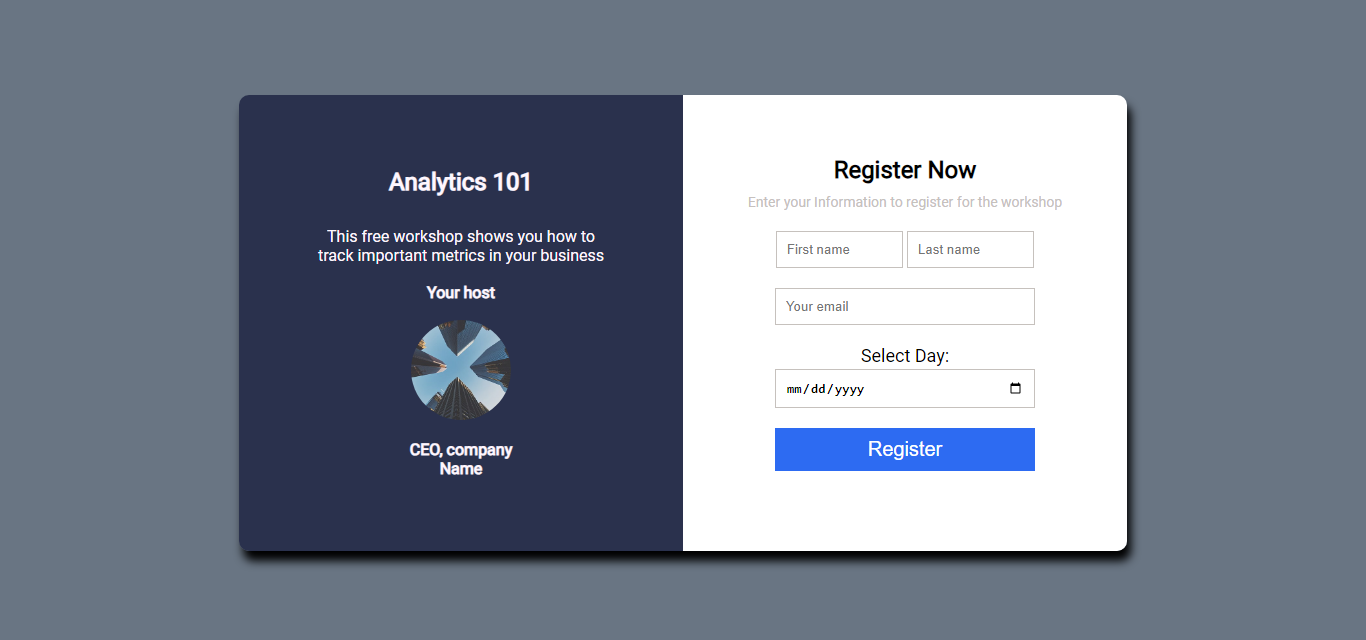 Analytics 101
This free workshop shows you how to
track important metrics in your business
Your host
CEO, company
Name
Register Now
Enter your Information to register for the workshop
First name
Last name
Your email
Select Day:
mm/dd/yyyy
Register